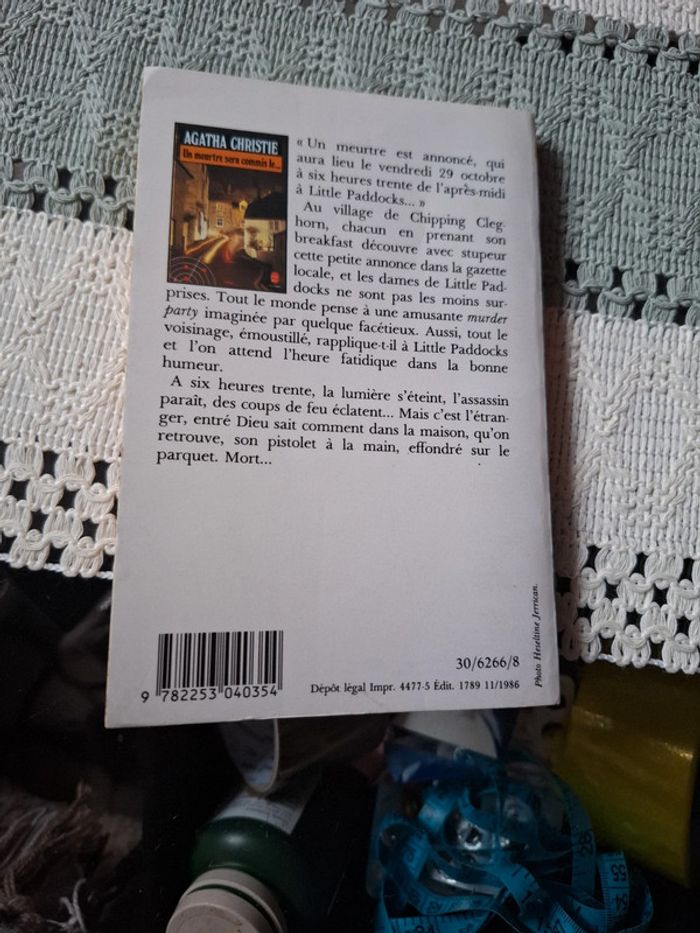 AGATHA CHRISTIE
Un meurtre sera commis le...
« Un meurtre est annoncé, qui
aura lieu le vendredi 29 octobre
à six heures trente de l'après-midi
à Little Paddocks... »
Au village de Chipping Cleg-
horn, chacun en prenant son
breakfast découvre avec stupeur
cette petite annonce dans la gazette
locale, et les dames de Little Pad-
docks ne sont pas les moins sur-
prises. Tout le monde pense à une amusante murder
party imaginée par quelque facétieux. Aussi, tout le
voisinage, émoustillé, rapplique-t-il à Little Paddocks
et l'on attend l'heure fatidique dans la bonne
humeur.
A six heures trente, la lumière s'éteint, l'assassin
paraît, des coups de feu éclatent... Mais c'est l'étran-
ger, entré Dieu sait comment dans la maison, qu'on
retrouve, son pistolet à la main, effondré sur le
parquet. Mort...
Photo Heseltine Jerrican.
30/6266/8
9 782253 040354
Dépôt légal Impr. 4477-5 Édit. 1789 11/1986